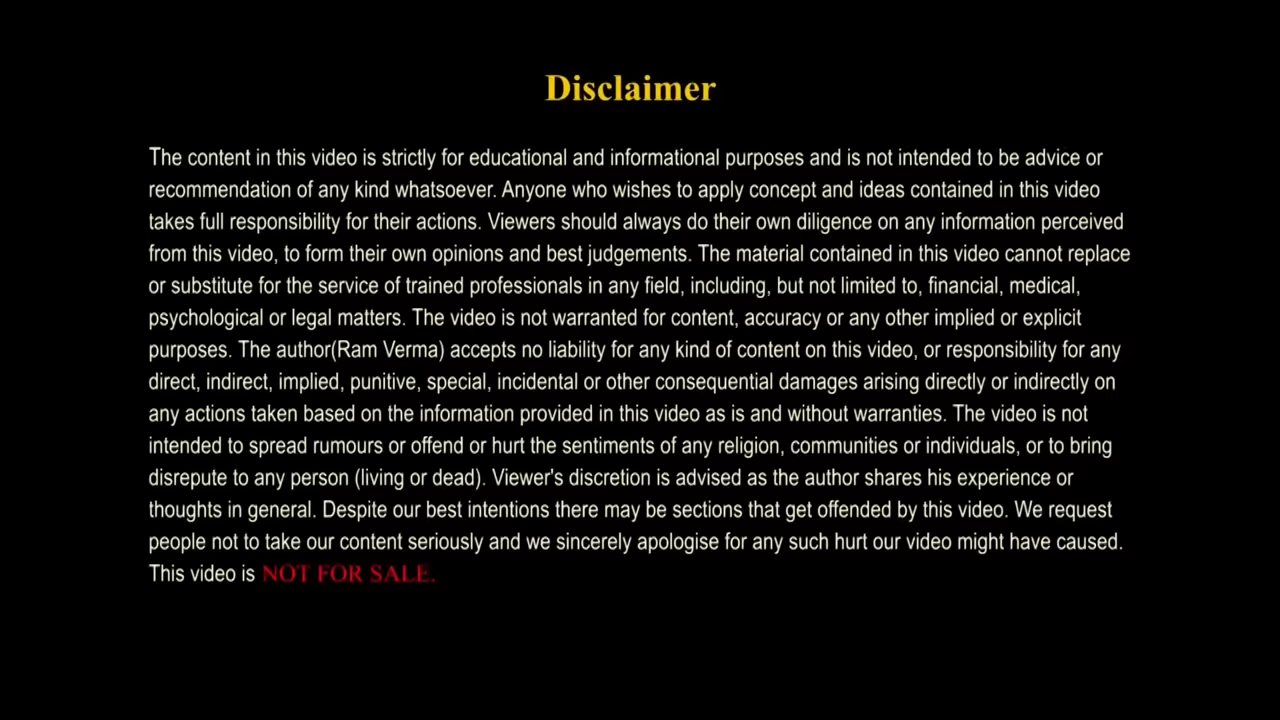 Disclaimer
The content in this video is strictly for educational and informational purposes and is not intended to be advice or
recommendation of any kind whatsoever. Anyone who wishes to apply concept and ideas contained in this video
takes full responsibility for their actions. Viewers should always do their own diligence on any information perceived
from this video, to form their own opinions and best judgements. The material contained in this video cannot replace
or substitute for the service of trained professionals in any field, including, but not limited to, financial, medical,
psychological or legal matters. The video is not warranted for content, accuracy or any other implied or explicit
purposes. The author(Ram Verma) accepts no liability for any kind of content on this video, or responsibility for any
direct, indirect, implied, punitive, special, incidental or other consequential damages arising directly or indirectly on
any actions taken based on the information provided in this video as is and without warranties. The video is not
intended to spread rumours or offend or hurt the sentiments of any religion, communities or individuals, or to bring
disrepute to any person (living or dead). Viewer's discretion is advised as the author shares his experience or
thoughts in general. Despite our best intentions there may be sections that get offended by this video. We request
people not to take our content seriously and we sincerely apologise for any such hurt our video might have caused.
This video is NOT FOR SALE.